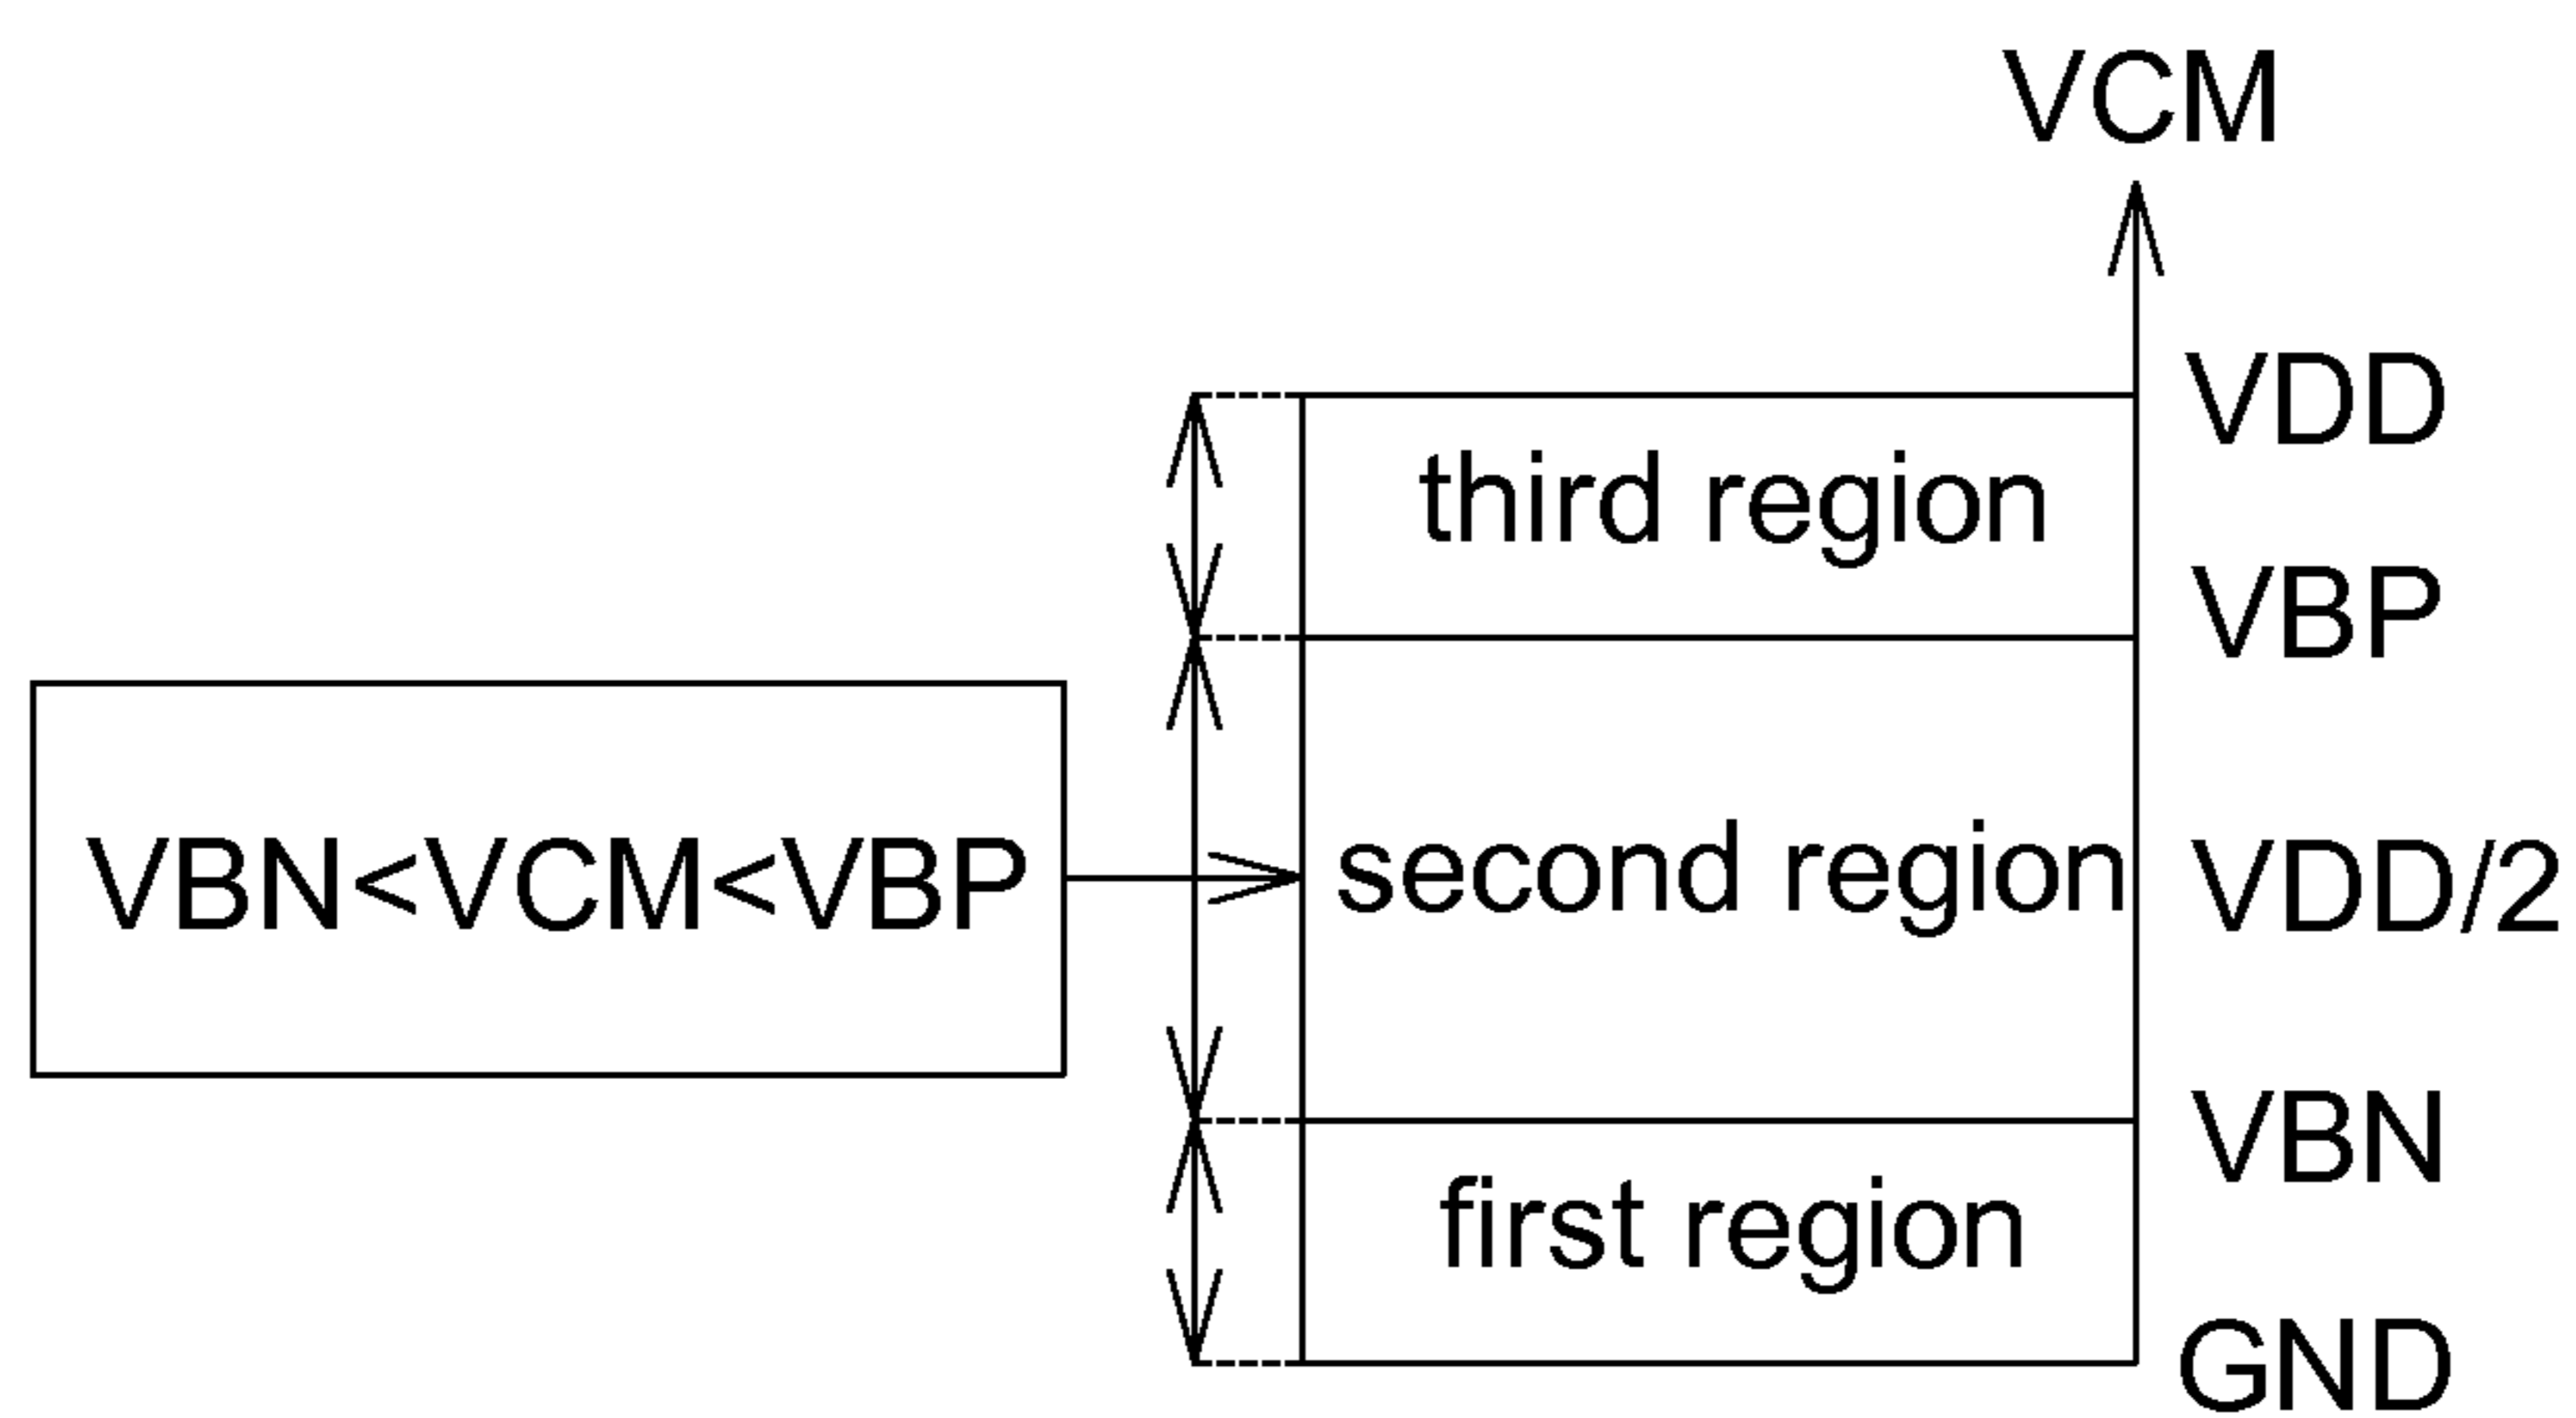 VCM
VDD
third region
VBP
VBN<VCM<VBP
second region
VDD/2
VBN
first region
GND